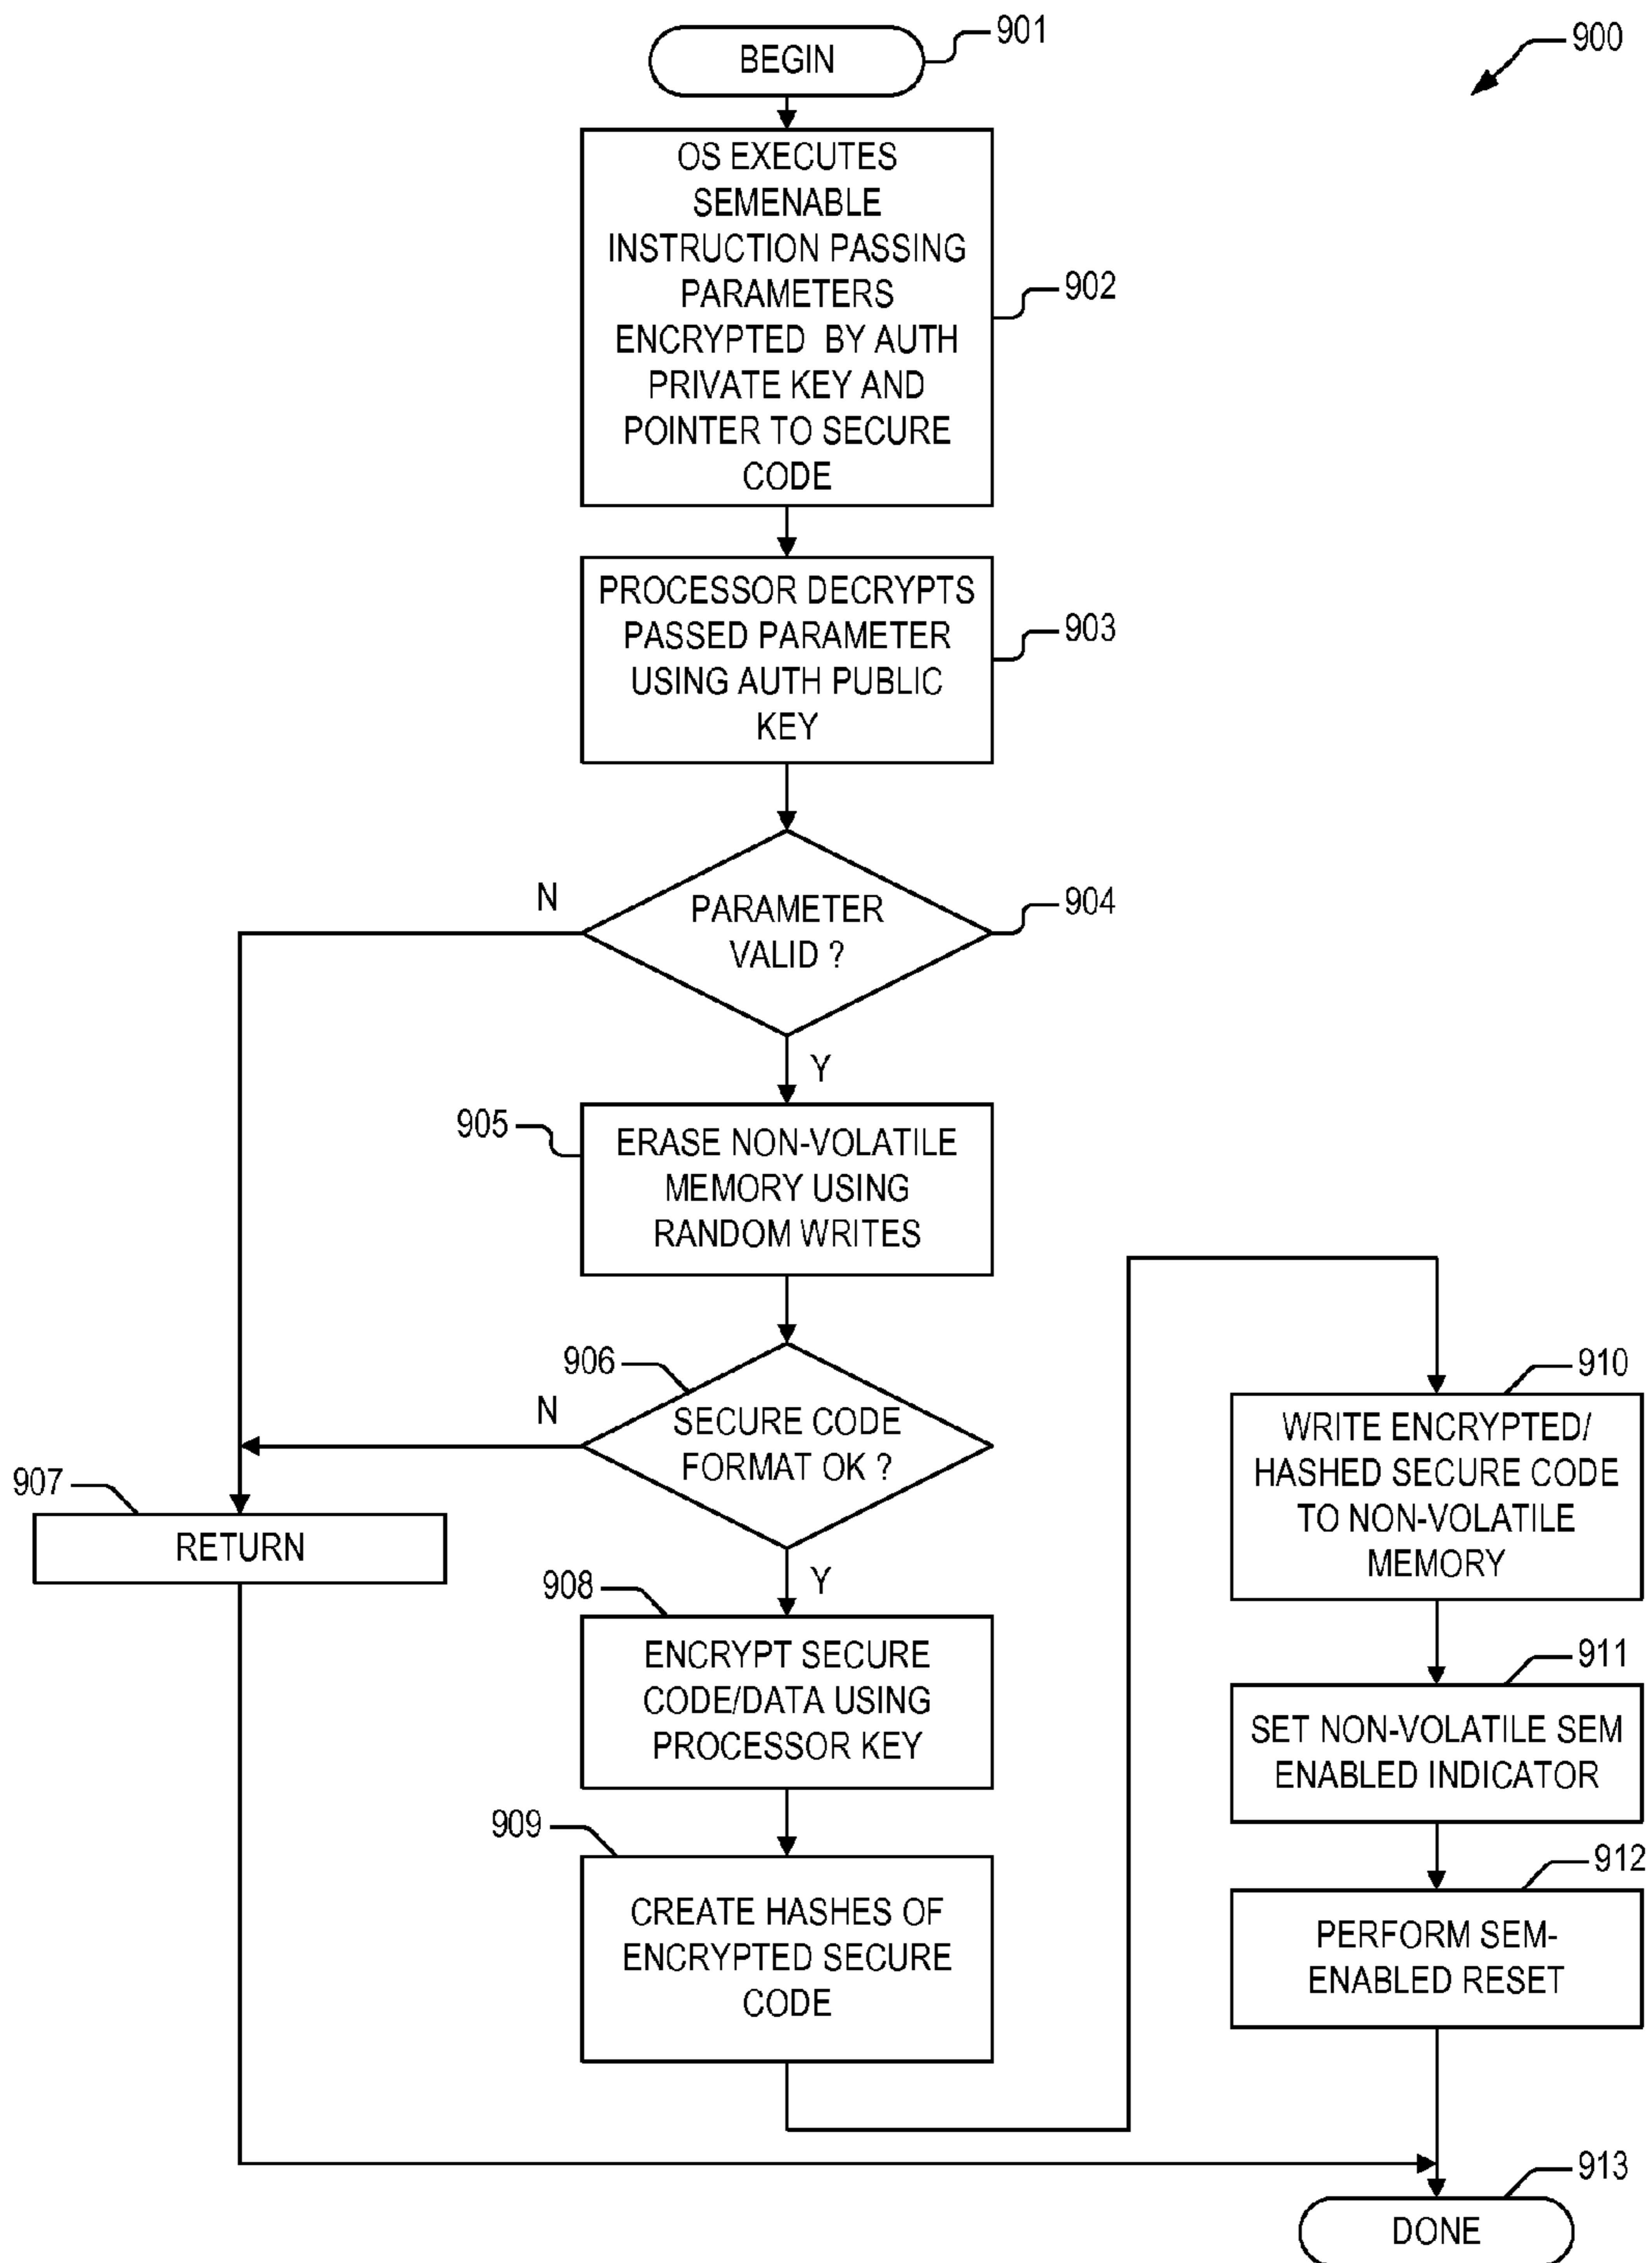 BEGIN
901
900
OS EXECUTES
SEMENABLE
INSTRUCTION PASSING
PARAMETERS
ENCRYPTED BY AUTH
PRIVATE KEY AND
POINTER TO SECURE
CODE
902
PROCESSOR DECRYPTS
PASSED PARAMETER
USING AUTH PUBLIC
KEY
903
N
PARAMETER
VALID ?
904
Y
905
ERASE NON-VOLATILE
MEMORY USING
RANDOM WRITES
906
N
SECURE CODE
FORMAT OK ?
907
RETURN
Y
908
ENCRYPT SECURE
CODE/DATA USING
PROCESSOR KEY
909
CREATE HASHES OF
ENCRYPTED SECURE
CODE
910
WRITE ENCRYPTED/
HASHED SECURE CODE
TO NON-VOLATILE
MEMORY
911
SET NON-VOLATILE SEM
ENABLED INDICATOR
912
PERFORM SEM-
ENABLED RESET
913
DONE